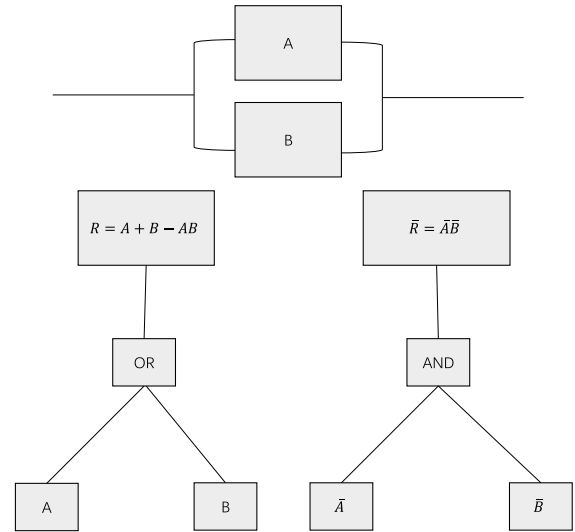 A
B
R = A + B − AB
R̄ = ĀB̄
OR
AND
A
B
Ā
B̄